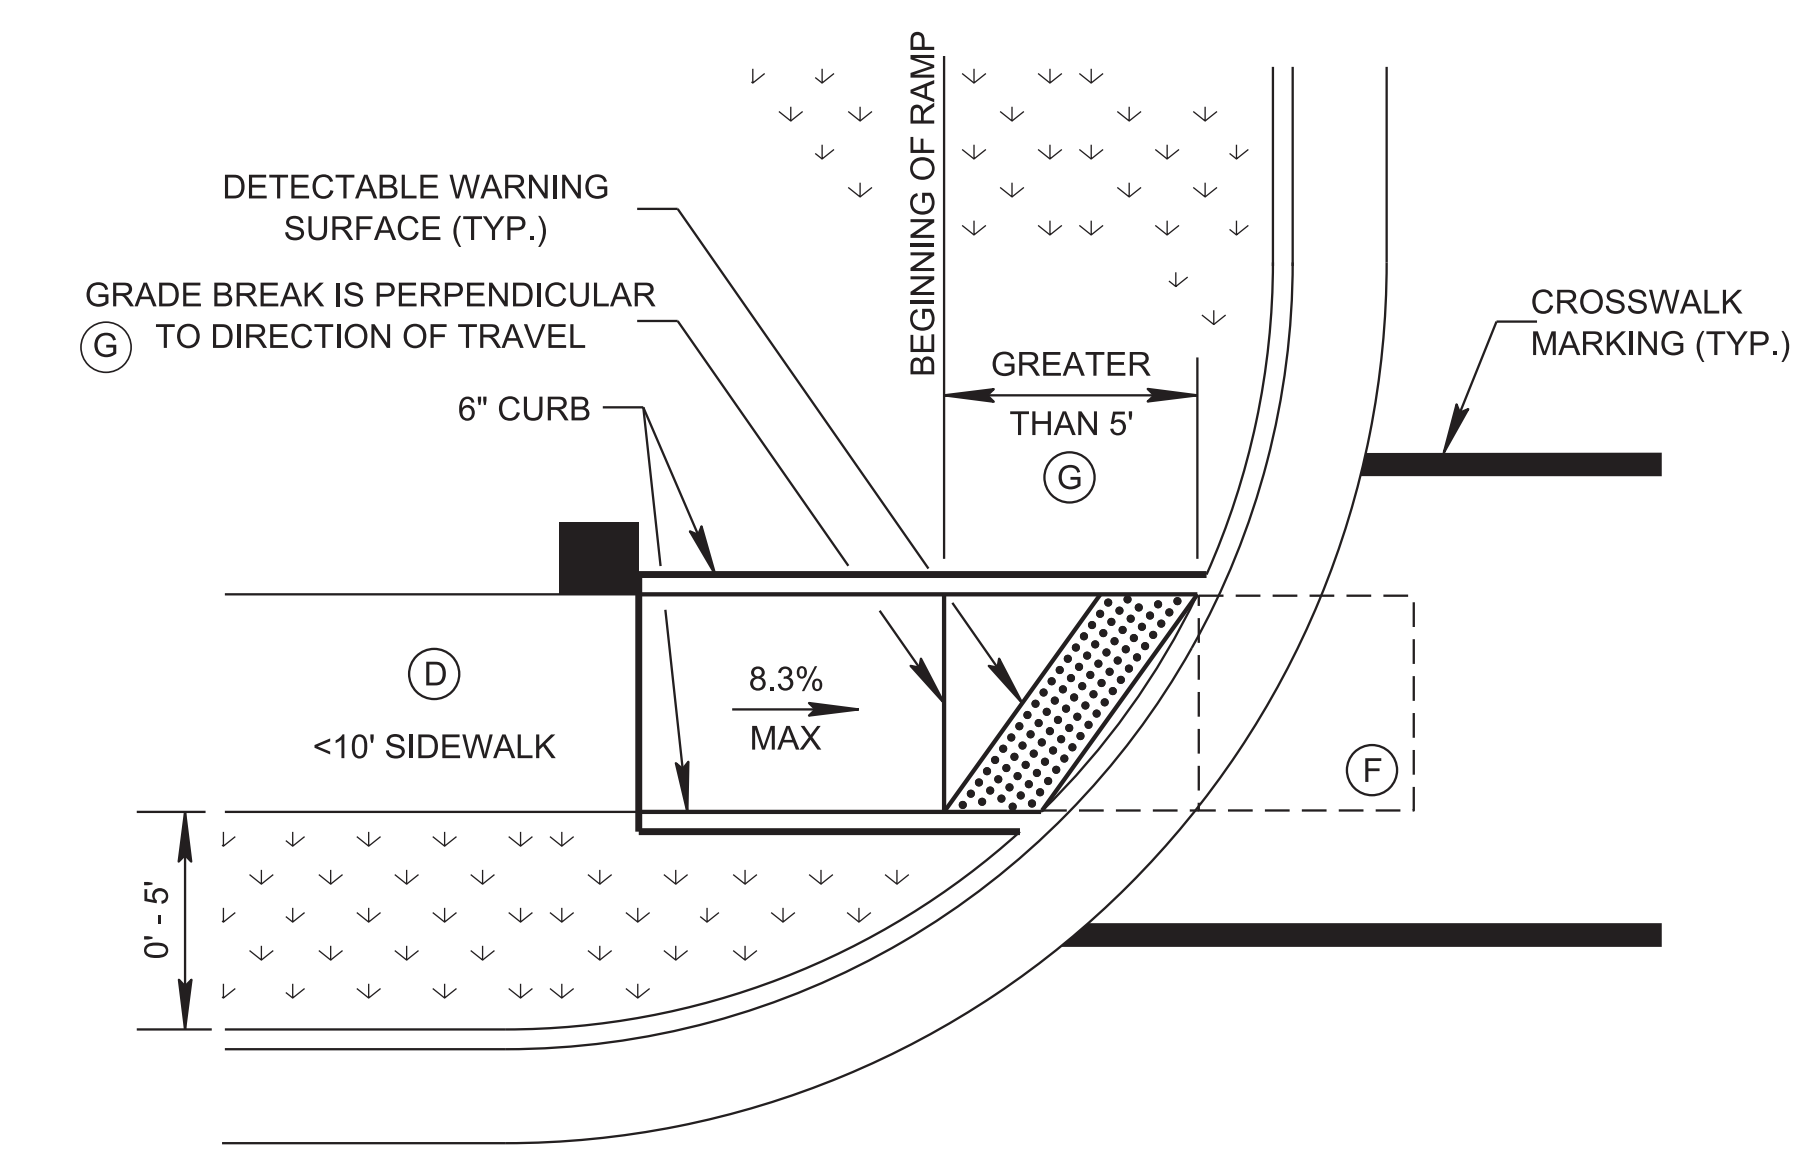 BEGINNING OF RAMP
DETECTABLE WARNING
SURFACE (TYP.)
GRADE BREAK IS PERPENDICULAR
TO DIRECTION OF TRAVEL
G
6" CURB
GREATER
THAN 5'
G
CROSSWALK
MARKING (TYP.)
D
<10' SIDEWALK
8.3%
MAX
F
0' - 5'